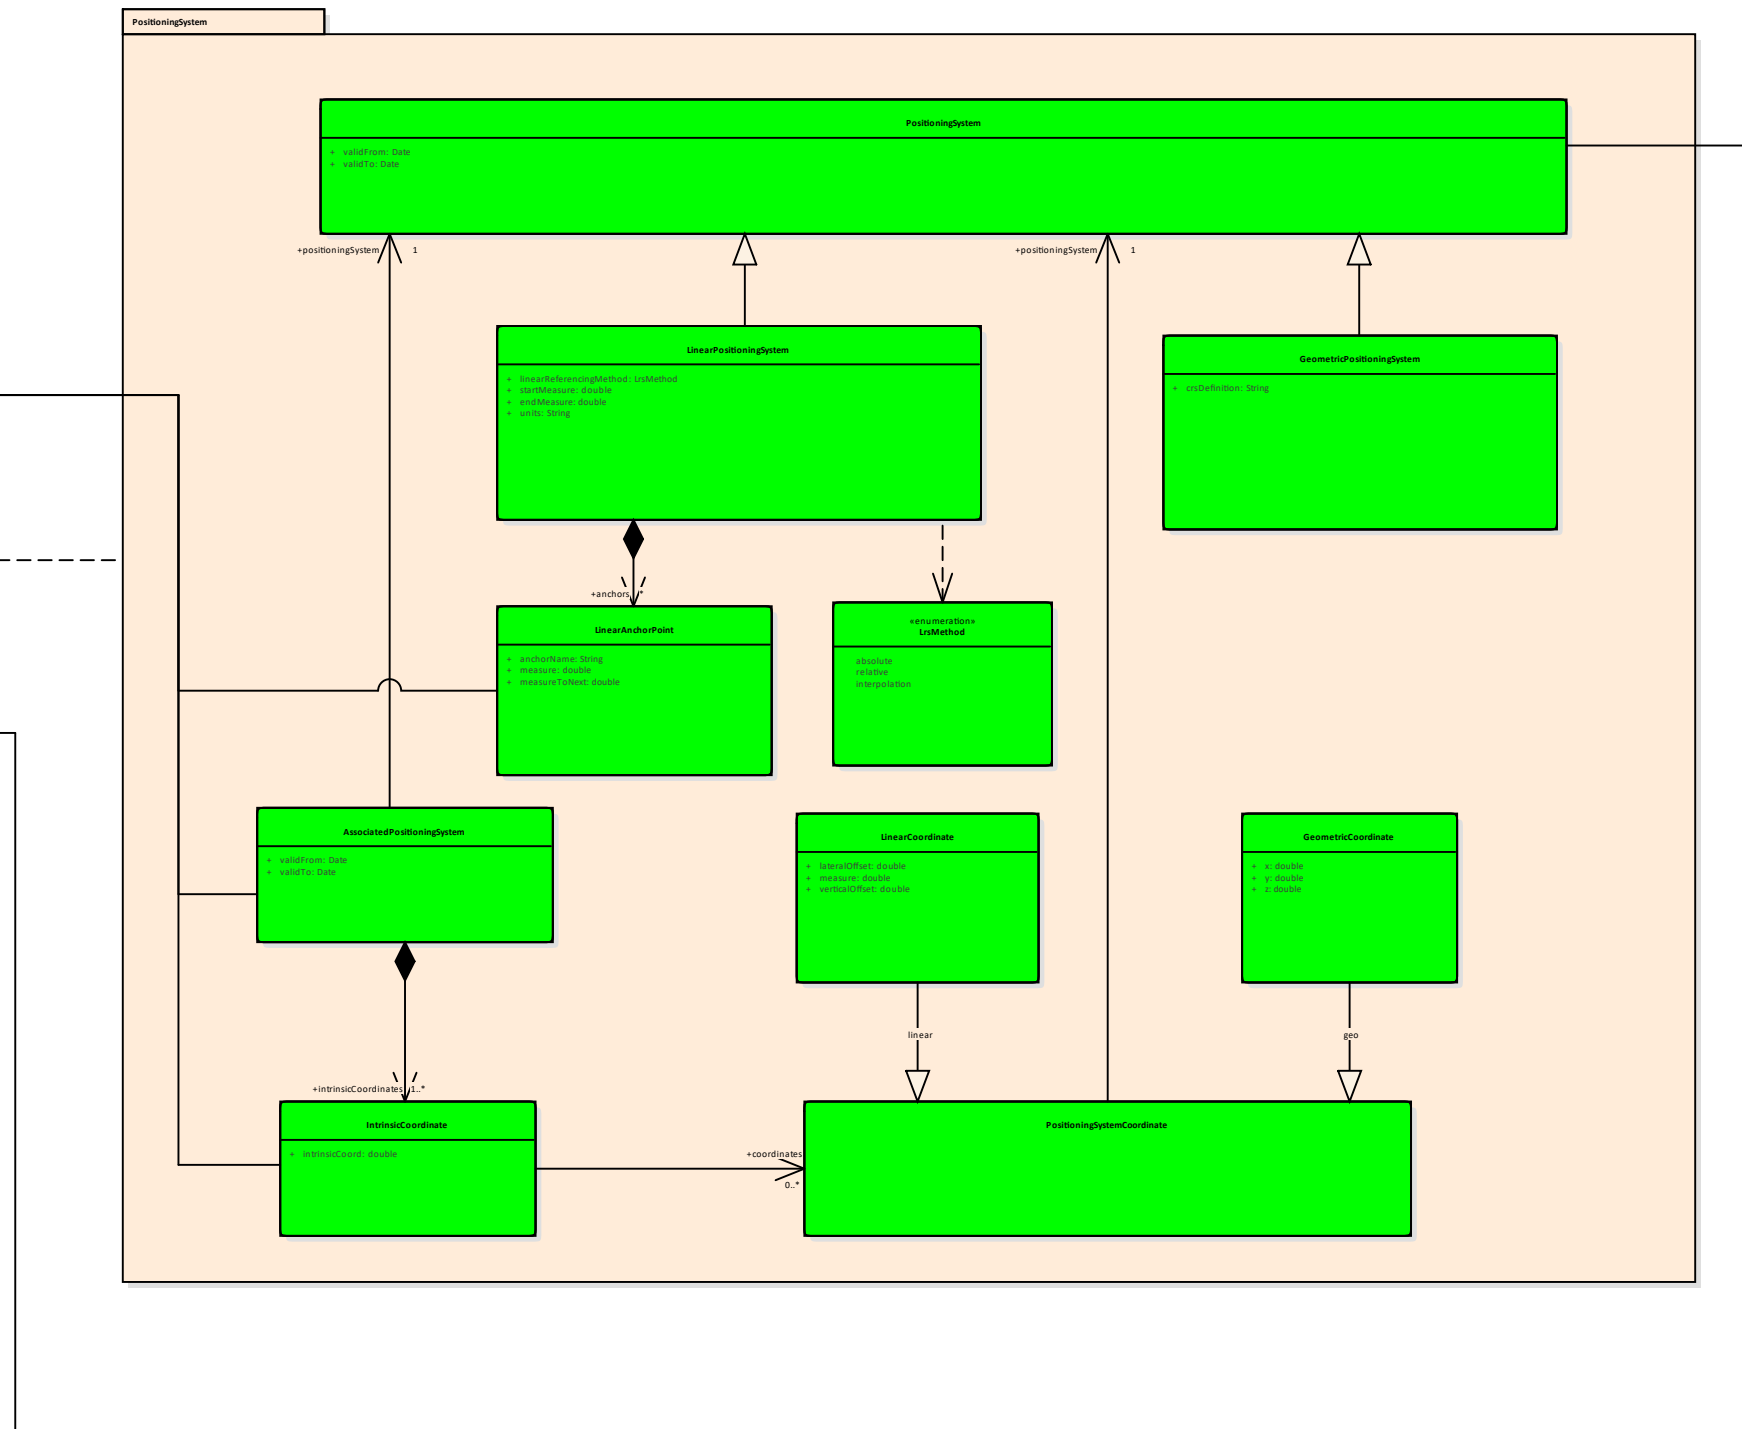 PositioningSystem
PositioningSystem
+ validFrom: Date
+ validTo: Date
+positioningSystem 1
+positioningSystem 1
LinearPositioningSystem
+ linearReferencingMethod: LrsMethod
+ startMeasure: double
+ endMeasure: double
+ units: String
GeometricPositioningSystem
+ crsDefinition: String
+anchors *
LinearAnchorPoint
+ anchorName: String
+ measure: double
+ measureToNext: double
«enumeration»
LrsMethod
absolute
relative
interpolation
AssociatedPositioningSystem
+ validFrom: Date
+ validTo: Date
LinearCoordinate
+ lateralOffset: double
+ measure: double
+ verticalOffset: double
GeometricCoordinate
+ x: double
+ y: double
+ z: double
linear
geo
+intrinsicCoordinates 1..*
IntrinsicCoordinate
+ intrinsicCoord: double
+coordinates
0..*
PositioningSystemCoordinate